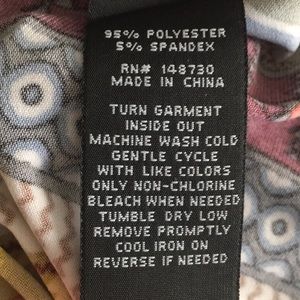 95% POLYESTER
5% SPANDEX
RN# 148730
MADE IN CHINA
TURN GARMENT
INSIDE OUT
MACHINE WASH COLD
GENTLE CYCLE
WITH LIKE COLORS
ONLY NON-CHLORINE
BLEACH WHEN NEEDED
TUMBLE DRY LOW
REMOVE PROMPTLY
COOL IRON ON
REVERSE IF NEEDED